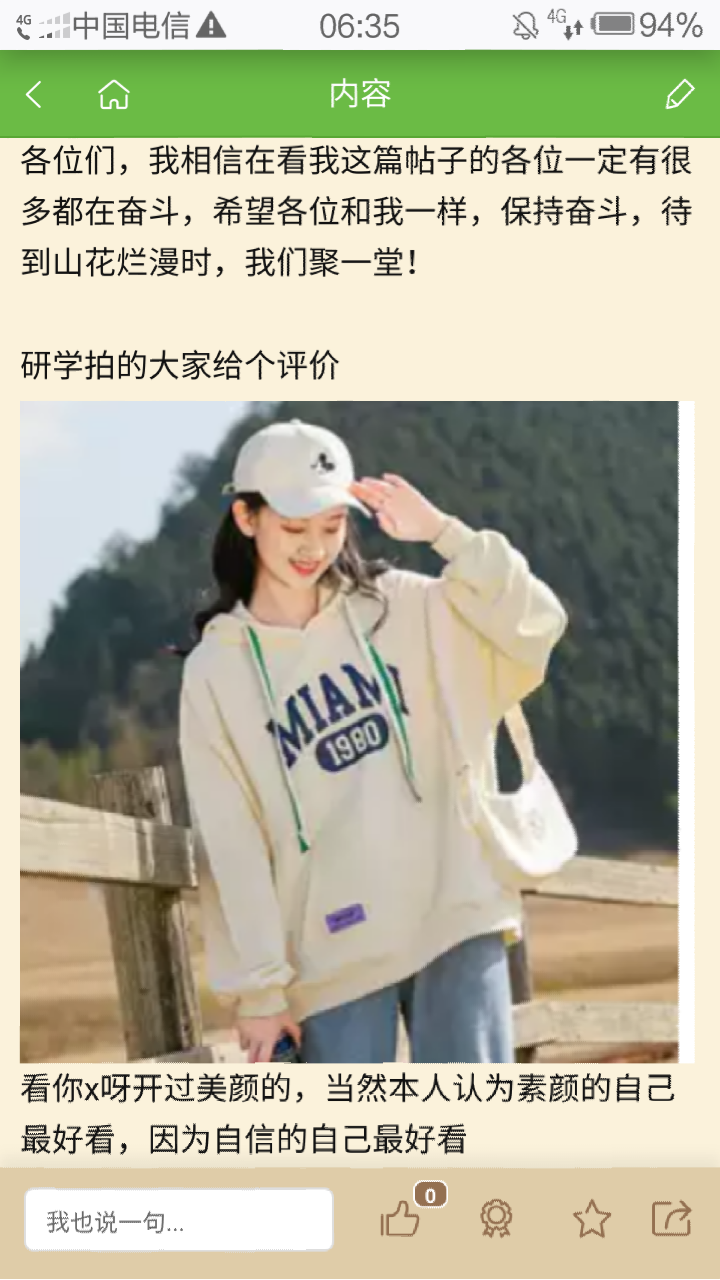 4G 中国电信 06:35 4G 94%
内容
各位们，我相信在看我这篇帖子的各位一定有很
多都在奋斗，希望各位和我一样，保持奋斗，待
到山花烂漫时，我们聚一堂！
研学拍的大家给个评价
MIAMI
1980
看你x呀开过美颜的，当然本人认为素颜的自己
最好看，因为自信的自己最好看
我也说一句...
0